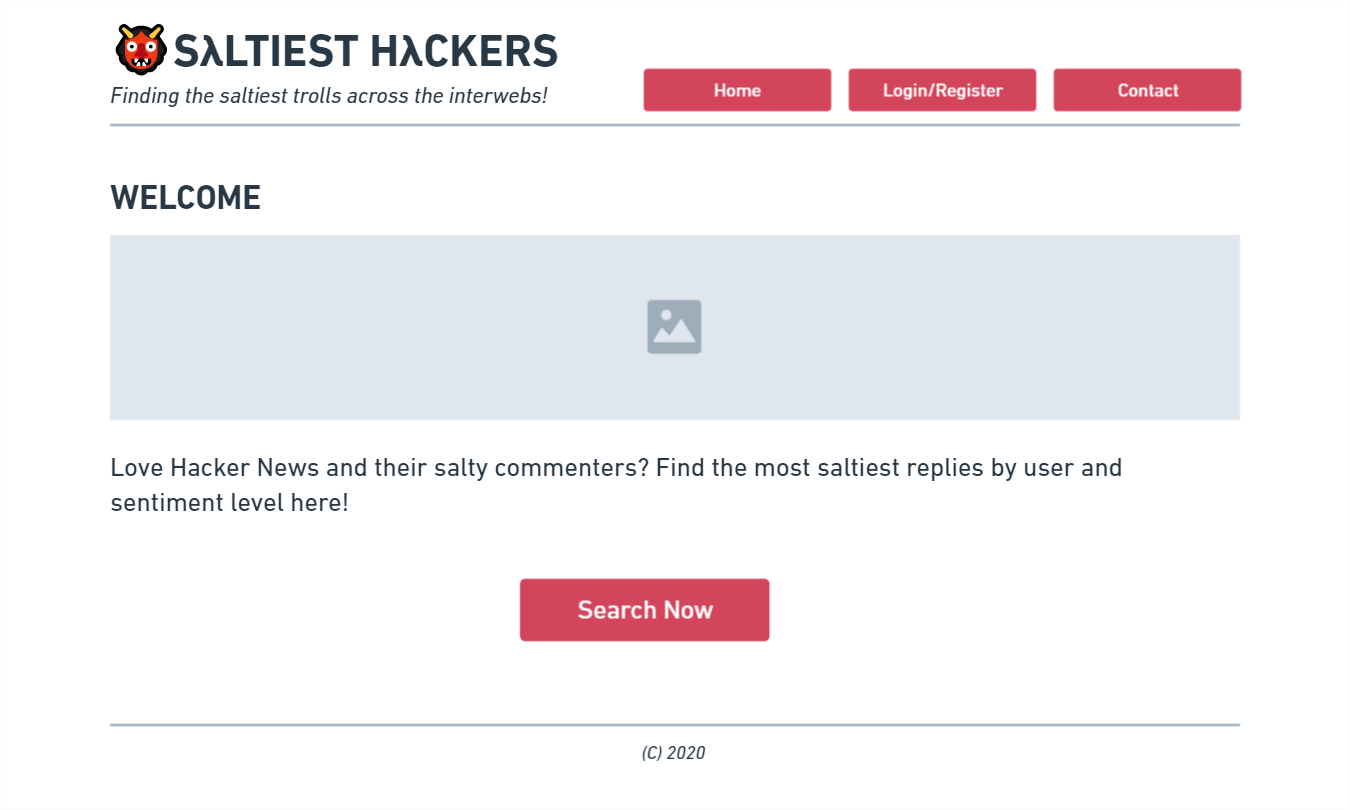 SλLTIEST HλCKERS
Finding the saltiest trolls across the interwebs!
Home
Login/Register
Contact
WELCOME
Love Hacker News and their salty commenters? Find the most saltiest replies by user and
sentiment level here!
Search Now
(C) 2020